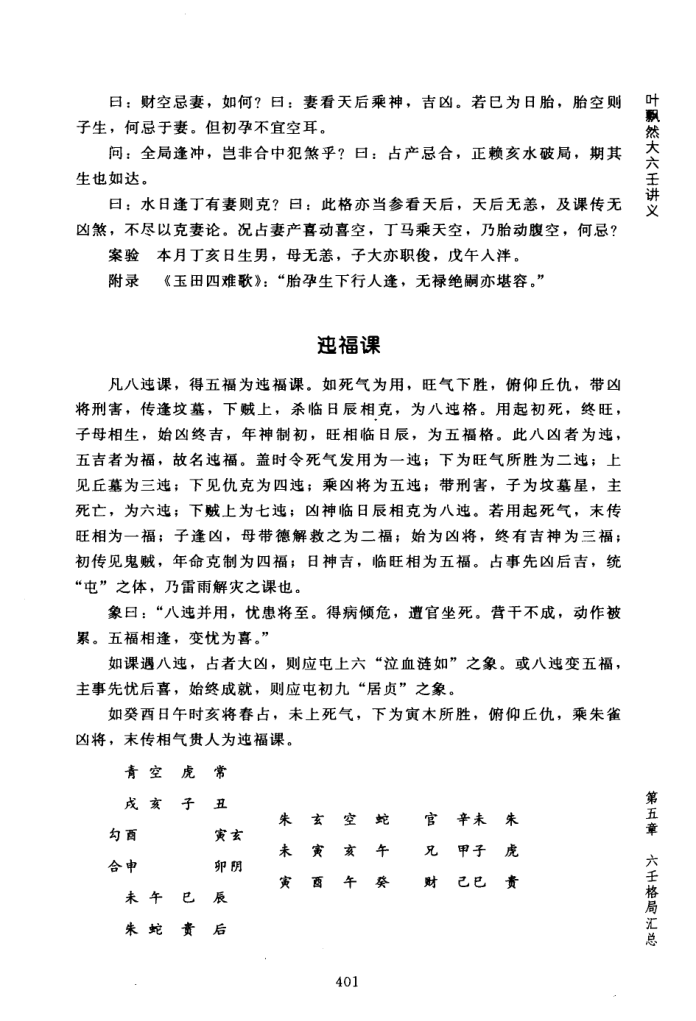 曰：财空忌妻，如何？曰：妻看天后乘神，吉凶。若巳为日胎，胎空则
子生，何忌于妻。但初孕不宜空耳。
问：全局逢冲，岂非合中犯煞乎？曰：占产忌合，正赖亥水破局，期其
生也如达。
曰：水日逢丁有妻则克？曰：此格亦当参看天后，天后无恙，及课传无
凶煞，不尽以克妻论。况占妻产喜动喜空，丁马乘天空，乃胎动腹空，何忌？
案验　本月丁亥日生男，母无恙，子大亦职俊，戊午入泮。
附录　《玉田四难歌》：“胎孕生下行人逢，无禄绝嗣亦堪容。”
迍福课
凡八迍课，得五福为迍福课。如死气为用，旺气下胜，俯仰丘仇，带凶
将刑害，传逢坟墓，下贼上，杀临日辰相克，为八迍格。用起初死，终旺，
子母相生，始凶终吉，年神制初，旺相临日辰，为五福格。此八凶者为迍，
五吉者为福，故名迍福。盖时令死气发用为一迍；下为旺气所胜为二迍；上
见丘墓为三迍；下见仇克为四迍；乘凶将为五迍；带刑害，子为坟墓星，主
死亡，为六迍；下贼上为七迍；凶神临日辰相克为八迍。若用起死气，末传
旺相为一福；子逢凶，母带德解救之为二福；始为凶将，终有吉神为三福；
初传见鬼贼，年命克制为四福；日神吉，临旺相为五福。占事先凶后吉，统
“屯”之体，乃雷雨解灾之课也。
象曰：“八迍并用，忧患将至。得病倾危，遭官坐死。营干不成，动作被
累。五福相逢，变忧为喜。”
如课遇八迍，占者大凶，则应屯上六“泣血涟如”之象。或八迍变五福，
主事先忧后喜，始终成就，则应屯初九“居贞”之象。
如癸酉日午时亥将春占，未上死气，下为寅木所胜，俯仰丘仇，乘朱雀
凶将，末传相气贵人为迍福课。
青 空 虎 常
戌 亥 子 丑
勾酉　　　寅玄
合申　　　卯阴
未 午 巳 辰
朱 蛇 贵 后
朱 玄 空 蛇
未 寅 亥 午
寅 酉 午 癸
官 辛未 朱
兄 甲子 虎
财 己巳 贵
叶飘然大六壬讲义
第五章 六壬格局汇总
401